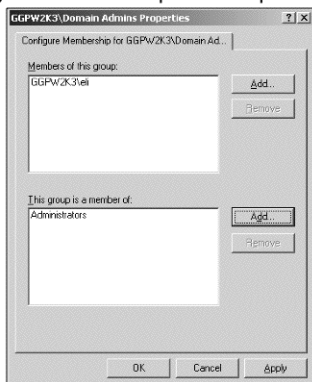 GGPW2K3\Domain Admins Properties
Configure Membership for GGPW2K3\Domain Ad...
Members of this group:
GGPW2K3\eli
Add...
Remove
This group is a member of:
Administrators
Add...
Remove
OK Cancel Apply